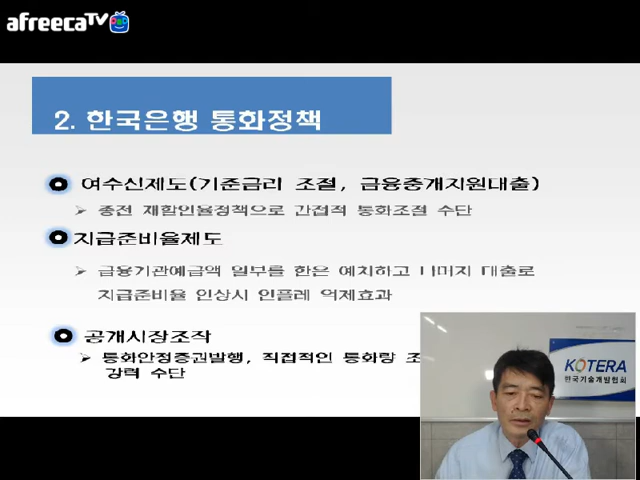 afreecaTV
2. 한국은행 통화정책
여수신제도(기준금리 조절, 금융중개지원대출)
종전 재할인율정책으로 간접적 통화조절 수단
지급준비율제도
금융기관예금액 일부를 한은 예치하고 나머지 대출로
지급준비율 인상시 인플레 억제효과
공개시장조작
통화안정증권발행, 직접적인 통화량 조
강력 수단
KOTERA
한국기술개발협회